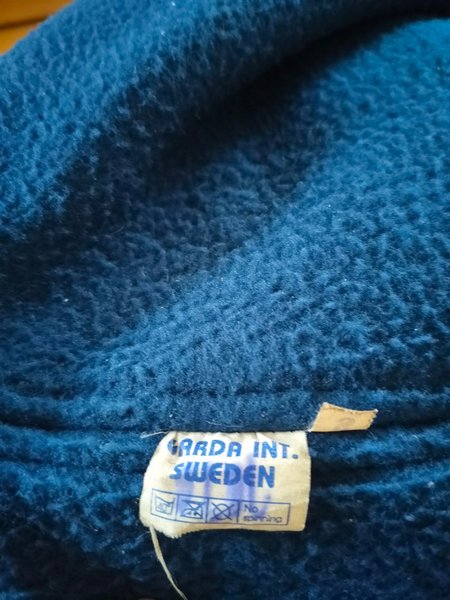 GARDA INT.
SWEDEN
No
spinning